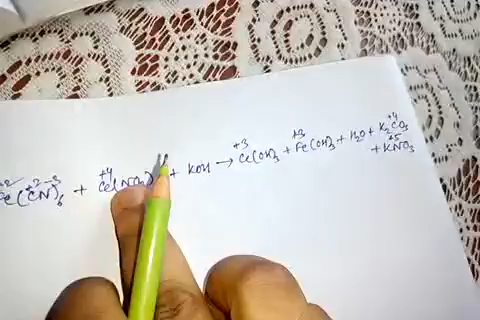 +4
+2 +2 -3 +4 +3 +3 +5
Fe(CN)₆ + Ce(NO₃) + KOH → Ce(OH)₃ + Fe(OH)₃ + H₂O + K₂CO₃
+ KNO₃